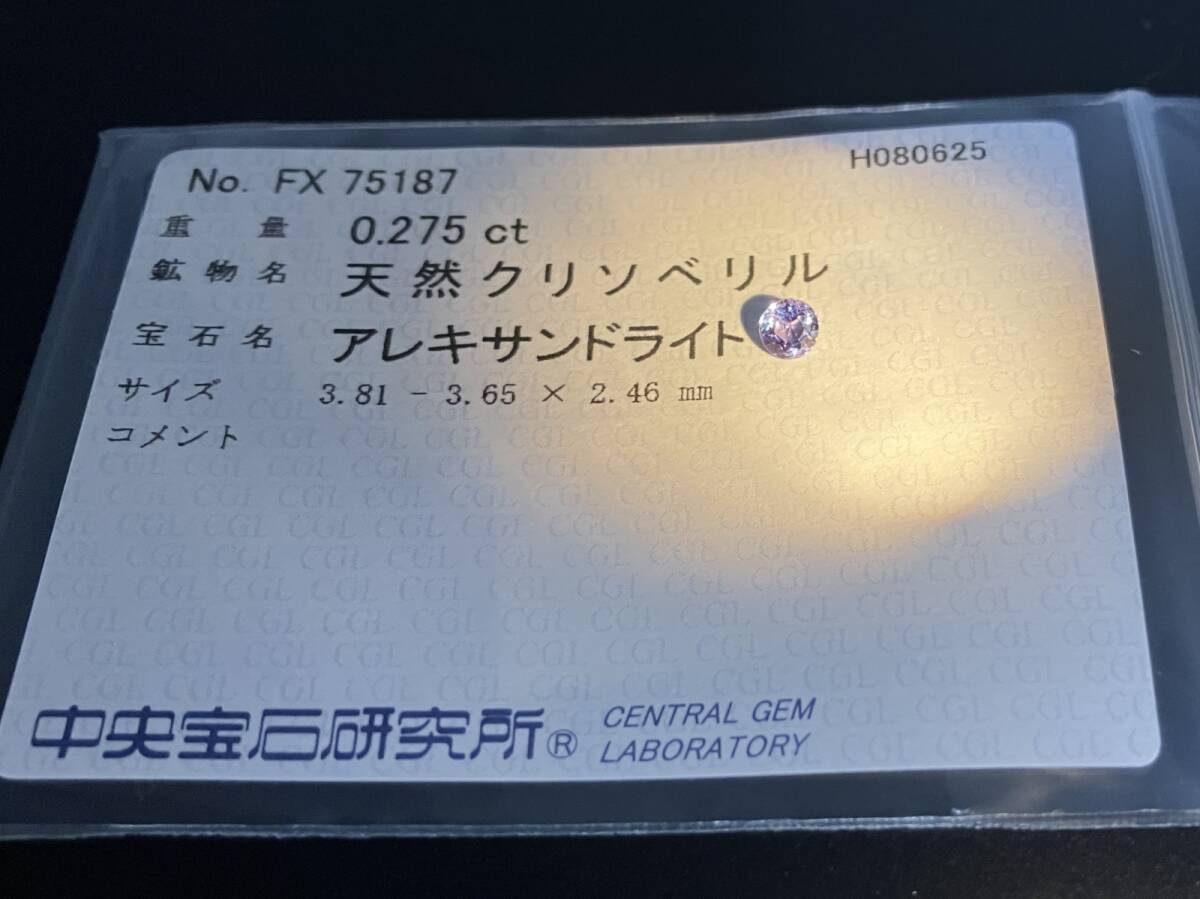 H080625
No. FX 75187
重量 0.275 ct
鉱物名 天然クリソベリル
宝石名 アレキサンドライト
サイズ 3.81 - 3.65 × 2.46 mm
コメント
中央宝石研究所® CENTRAL GEM
LABORATORY